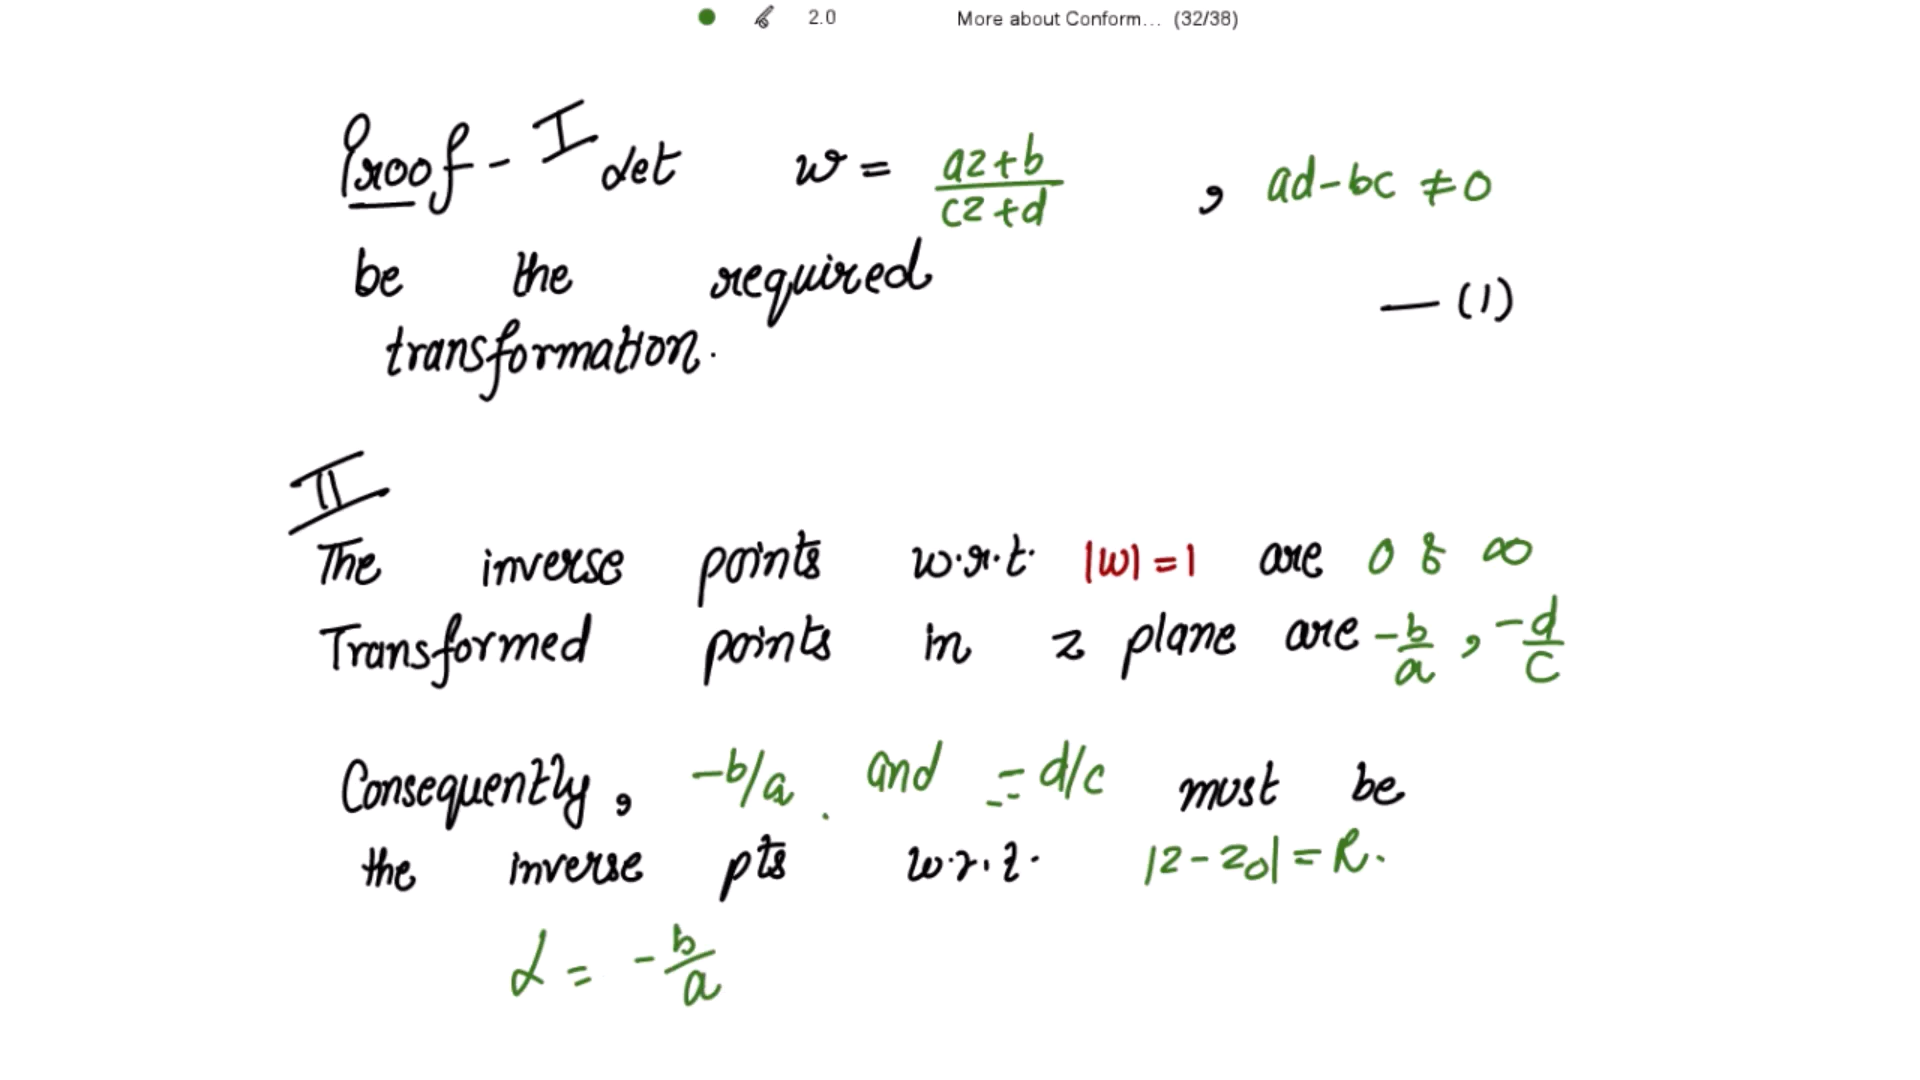 2.0 More about Conform... (32/38)
Proof - I Let w = az+b/cz+d , ad-bc ≠ 0
be the required — (1)
transformation.
II
The inverse points w.r.t. |w| = 1 are 0 & ∞
Transformed points in z plane are -b/a , -d/c
Consequently, -b/a and -d/c must be
the inverse pts w.r.t. |z - z0| = R.
α = -b/a